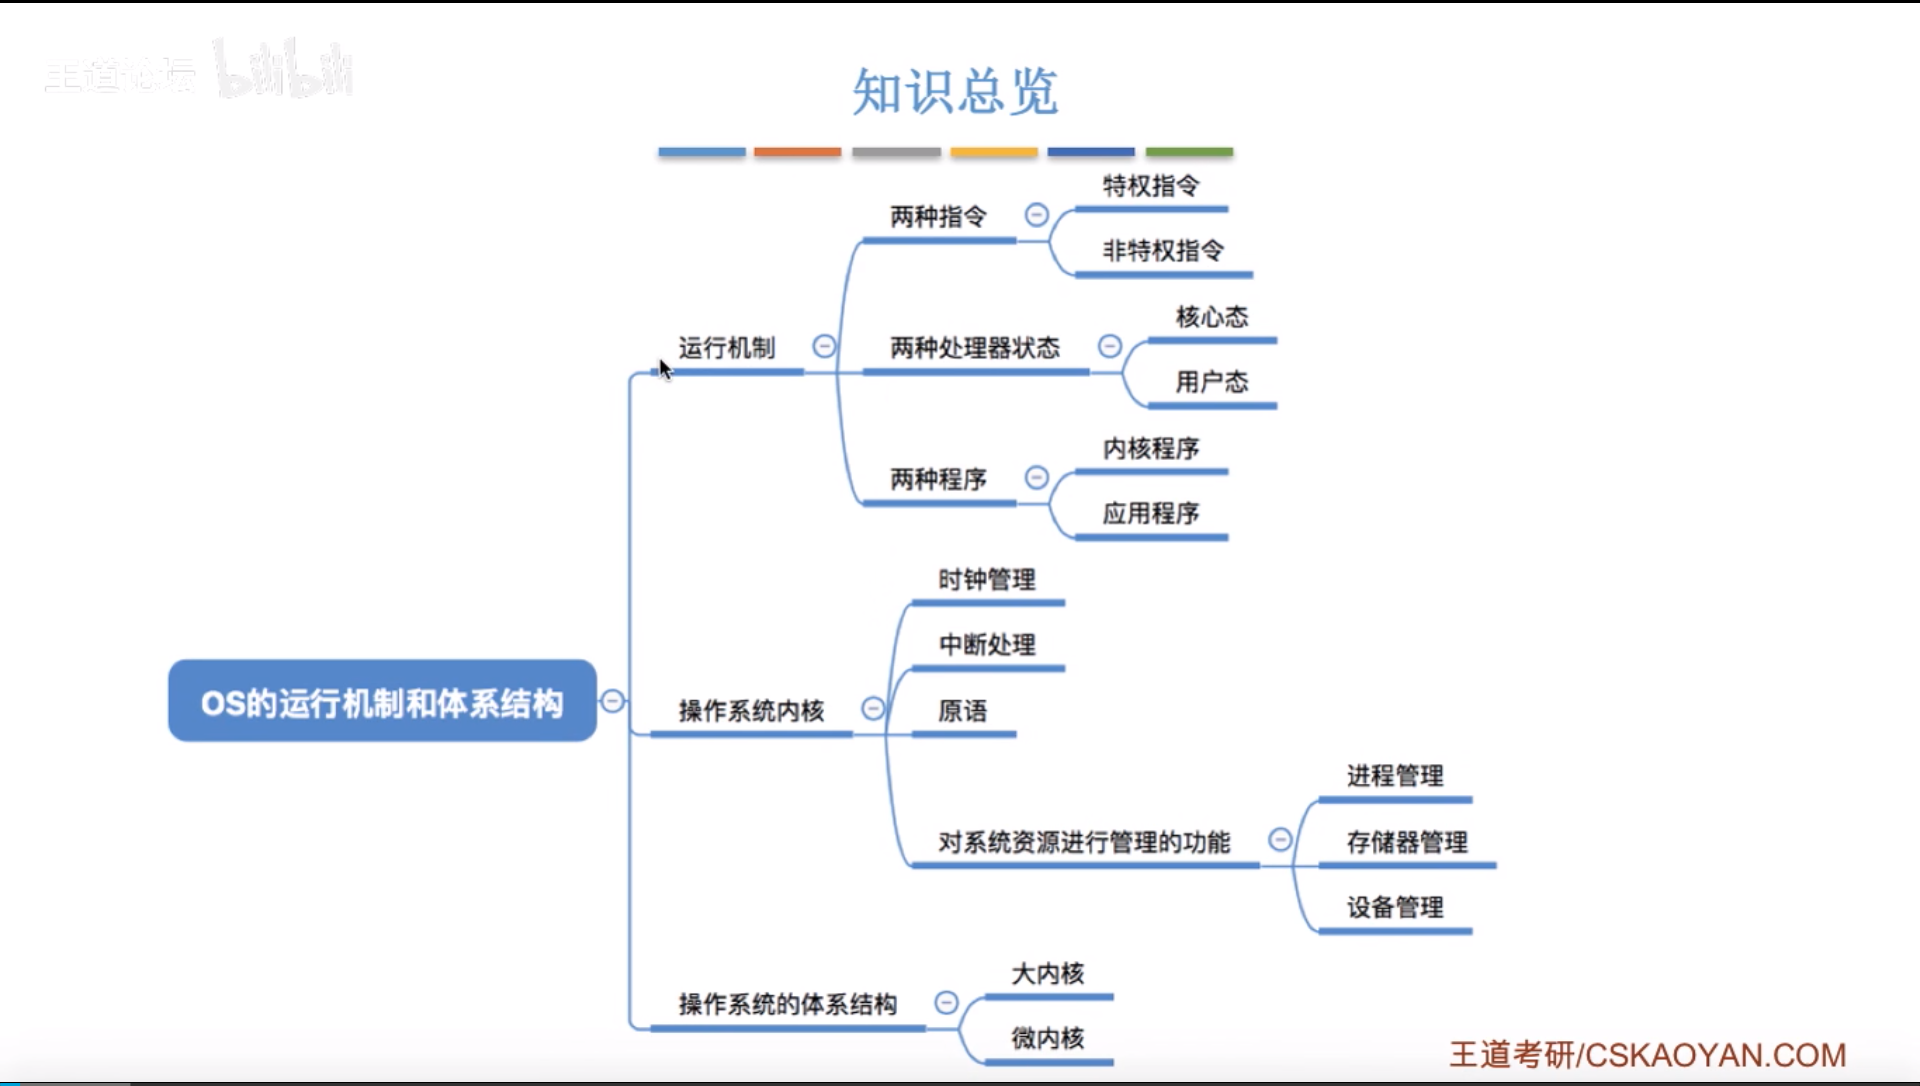 王道论坛 bilibili
知识总览
OS的运行机制和体系结构
运行机制
两种指令
特权指令
非特权指令
两种处理器状态
核心态
用户态
两种程序
内核程序
应用程序
操作系统内核
时钟管理
中断处理
原语
对系统资源进行管理的功能
进程管理
存储器管理
设备管理
操作系统的体系结构
大内核
微内核
王道考研/CSKAOYAN.COM